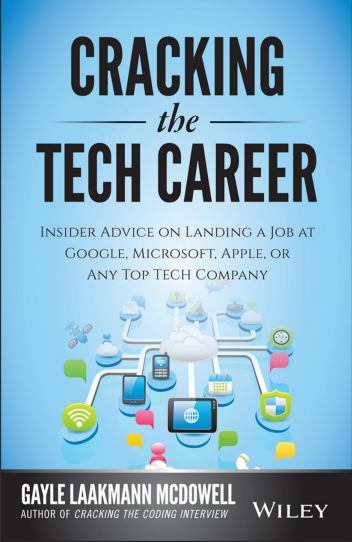 CRACKING
the
TECH CAREER
INSIDER ADVICE ON LANDING A JOB AT
GOOGLE, MICROSOFT, APPLE, OR
ANY TOP TECH COMPANY
GAYLE LAAKMANN MCDOWELL
AUTHOR OF CRACKING THE CODING INTERVIEW
WILEY